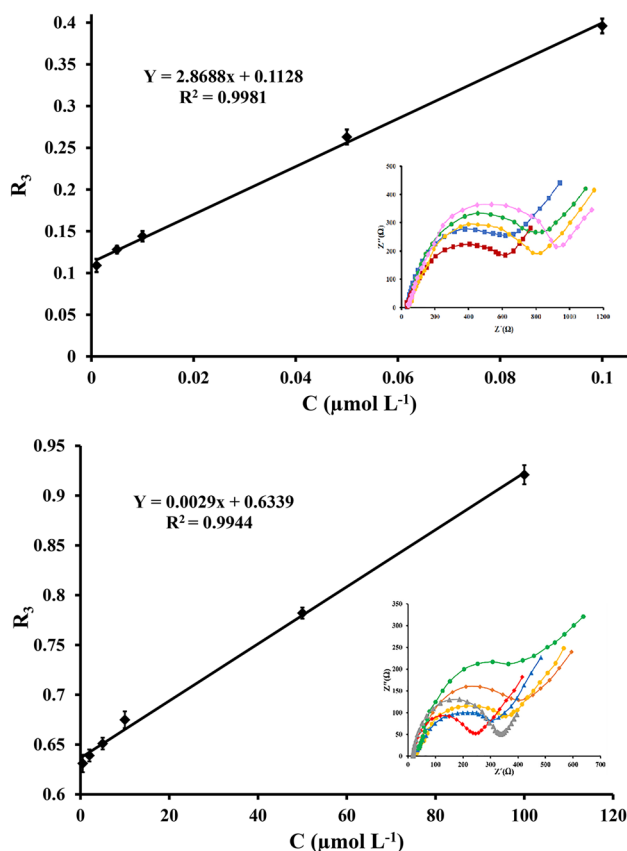 0.4
0.35
0.3
0.25
0.2
0.15
0.1
0.05
0
R₃
Y = 2.8688x + 0.1128
R² = 0.9981
500
400
300
200
100
0
Z''(Ω)
0 200 400 600 800 1000 1200
Z´(Ω)
0 0.02 0.04 0.06 0.08 0.1
C (µmol L⁻¹)
0.95
0.9
0.85
0.8
0.75
0.7
0.65
0.6
R₃
Y = 0.0029x + 0.6339
R² = 0.9944
350
300
250
200
150
100
50
0
Z''(Ω)
0 100 200 300 400 500 600 700
Z´(Ω)
0 20 40 60 80 100 120
C (µmol L⁻¹)